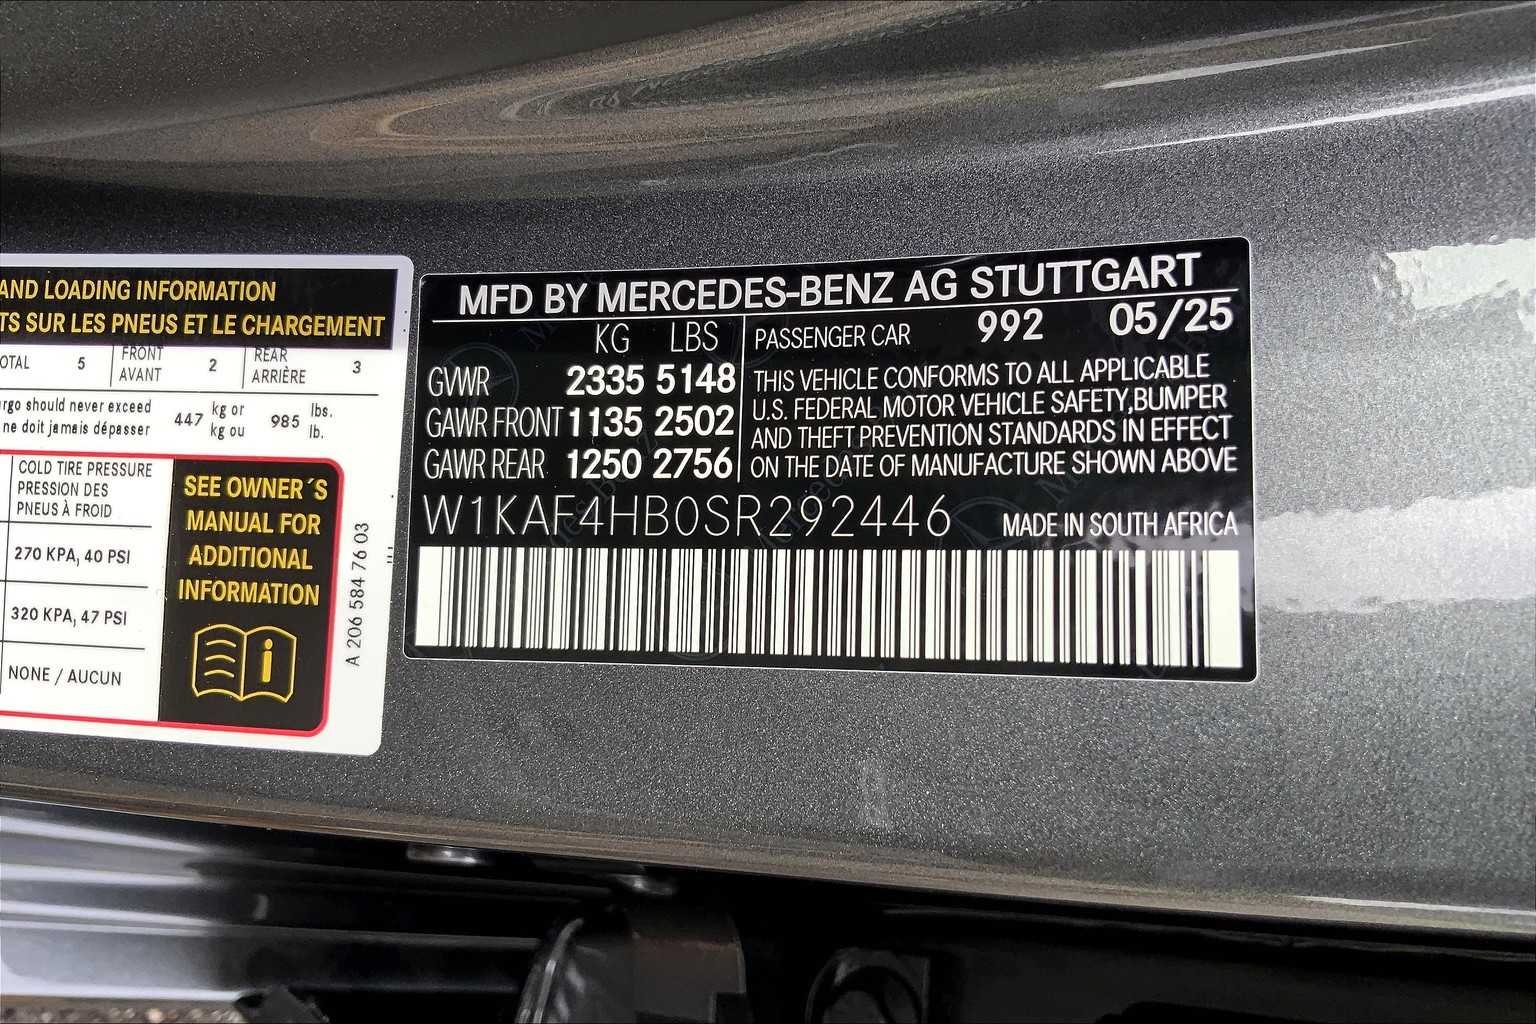 AND LOADING INFORMATION
TS SUR LES PNEUS ET LE CHARGEMENT
OTAL 5 FRONT AVANT 2 REAR ARRIÈRE 3
rgo should never exceed 447 kg or 985 lbs.
ne doit jamais dépasser kg ou lb.
COLD TIRE PRESSURE
PRESSION DES
PNEUS À FROID
270 KPA, 40 PSI
320 KPA, 47 PSI
NONE / AUCUN
SEE OWNER´S
MANUAL FOR
ADDITIONAL
INFORMATION
A 206 584 76 03
MFD BY MERCEDES-BENZ AG STUTTGART
KG LBS
GVWR 2335 5148
GAWR FRONT 1135 2502
GAWR REAR 1250 2756
PASSENGER CAR 992 05/25
THIS VEHICLE CONFORMS TO ALL APPLICABLE
U.S. FEDERAL MOTOR VEHICLE SAFETY,BUMPER
AND THEFT PREVENTION STANDARDS IN EFFECT
ON THE DATE OF MANUFACTURE SHOWN ABOVE
W1KAF4HB0SR292446 MADE IN SOUTH AFRICA